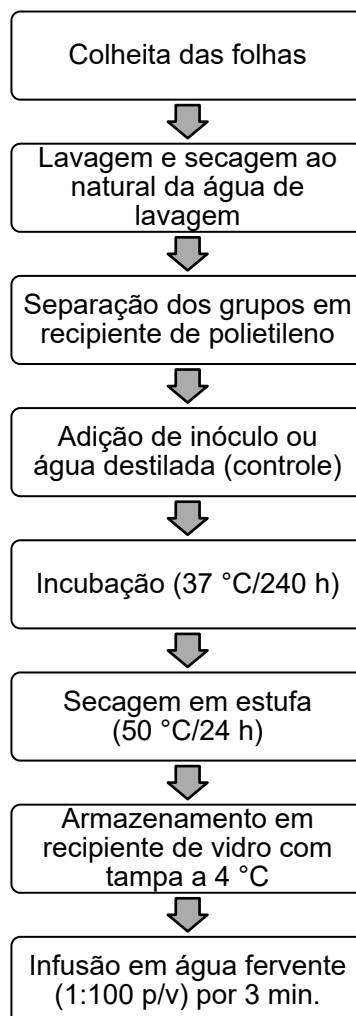 Colheita das folhas
Lavagem e secagem ao
natural da água de
lavagem
Separação dos grupos em
recipiente de polietileno
Adição de inóculo ou
água destilada (controle)
Incubação (37 °C/240 h)
Secagem em estufa
(50 °C/24 h)
Armazenamento em
recipiente de vidro com
tampa a 4 °C
Infusão em água fervente
(1:100 p/v) por 3 min.